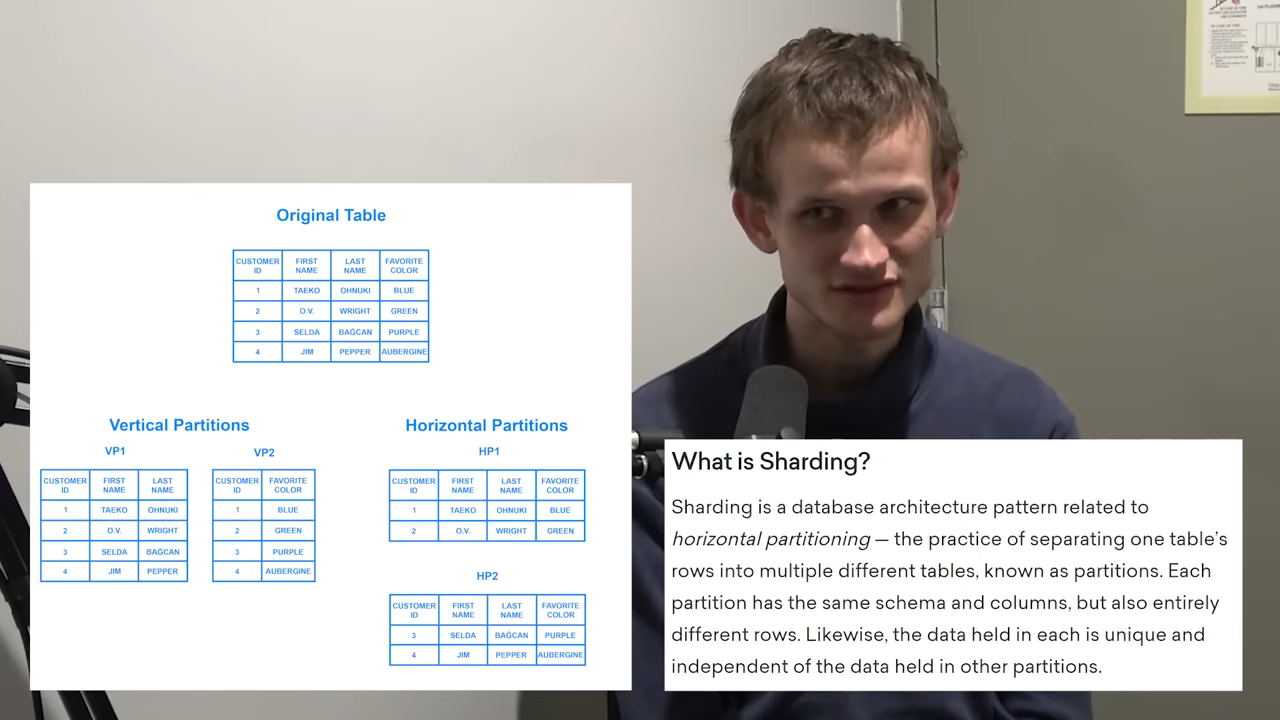 Original Table
CUSTOMER ID FIRST NAME LAST NAME FAVORITE COLOR
1 TAEKO OHNUKI BLUE
2 O.V. WRIGHT GREEN
3 SELDA BAĞCAN PURPLE
4 JIM PEPPER AUBERGINE
Vertical Partitions
VP1
CUSTOMER ID FIRST NAME LAST NAME
1 TAEKO OHNUKI
2 O.V. WRIGHT
3 SELDA BAĞCAN
4 JIM PEPPER
VP2
CUSTOMER ID FAVORITE COLOR
1 BLUE
2 GREEN
3 PURPLE
4 AUBERGINE
Horizontal Partitions
HP1
CUSTOMER ID FIRST NAME LAST NAME FAVORITE COLOR
1 TAEKO OHNUKI BLUE
2 O.V. WRIGHT GREEN
HP2
CUSTOMER ID FIRST NAME LAST NAME FAVORITE COLOR
3 SELDA BAĞCAN PURPLE
4 JIM PEPPER AUBERGINE
What is Sharding?
Sharding is a database architecture pattern related to
horizontal partitioning — the practice of separating one table’s
rows into multiple different tables, known as partitions. Each
partition has the same schema and columns, but also entirely
different rows. Likewise, the data held in each is unique and
independent of the data held in other partitions.